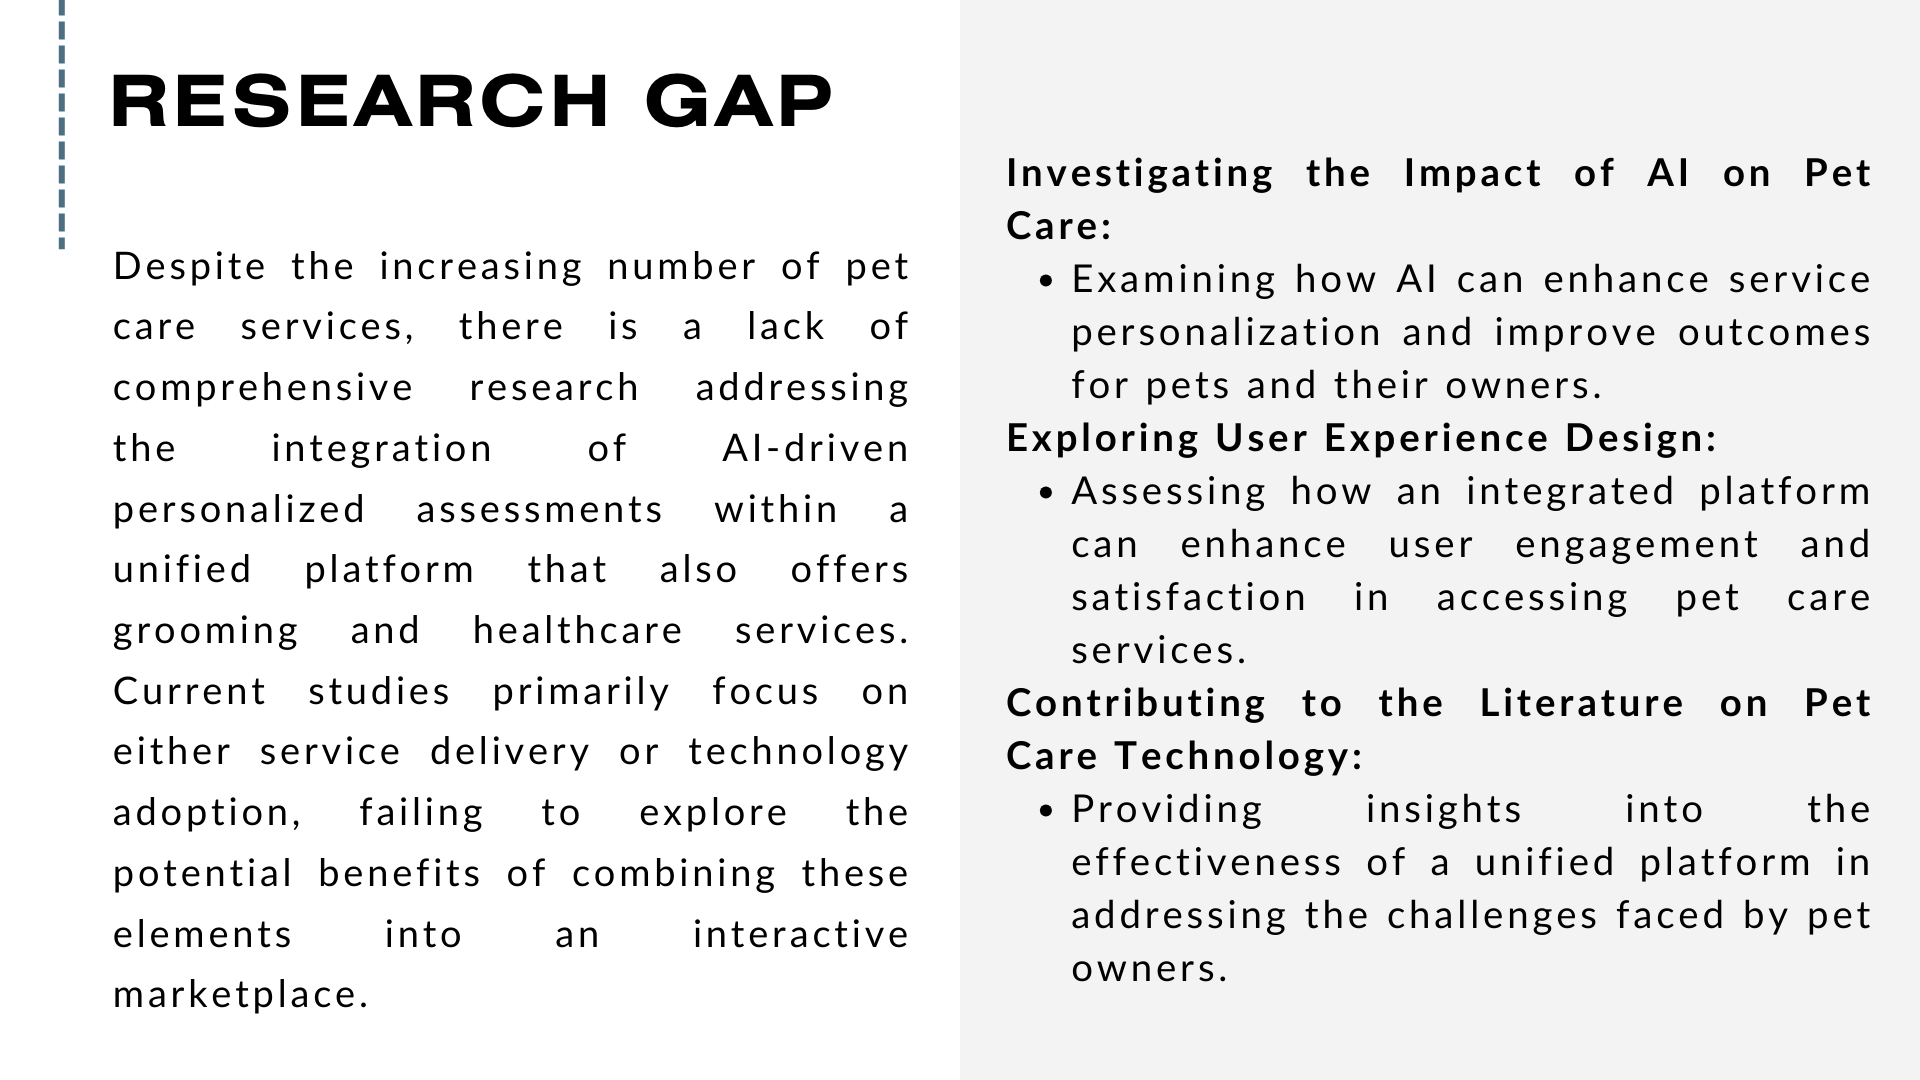 RESEARCH GAP
Despite the increasing number of pet
care services, there is a lack of
comprehensive research addressing
the integration of AI-driven
personalized assessments within a
unified platform that also offers
grooming and healthcare services.
Current studies primarily focus on
either service delivery or technology
adoption, failing to explore the
potential benefits of combining these
elements into an interactive
marketplace.
Investigating the Impact of AI on Pet
Care:
• Examining how AI can enhance service
personalization and improve outcomes
for pets and their owners.
Exploring User Experience Design:
• Assessing how an integrated platform
can enhance user engagement and
satisfaction in accessing pet care
services.
Contributing to the Literature on Pet
Care Technology:
• Providing insights into the
effectiveness of a unified platform in
addressing the challenges faced by pet
owners.